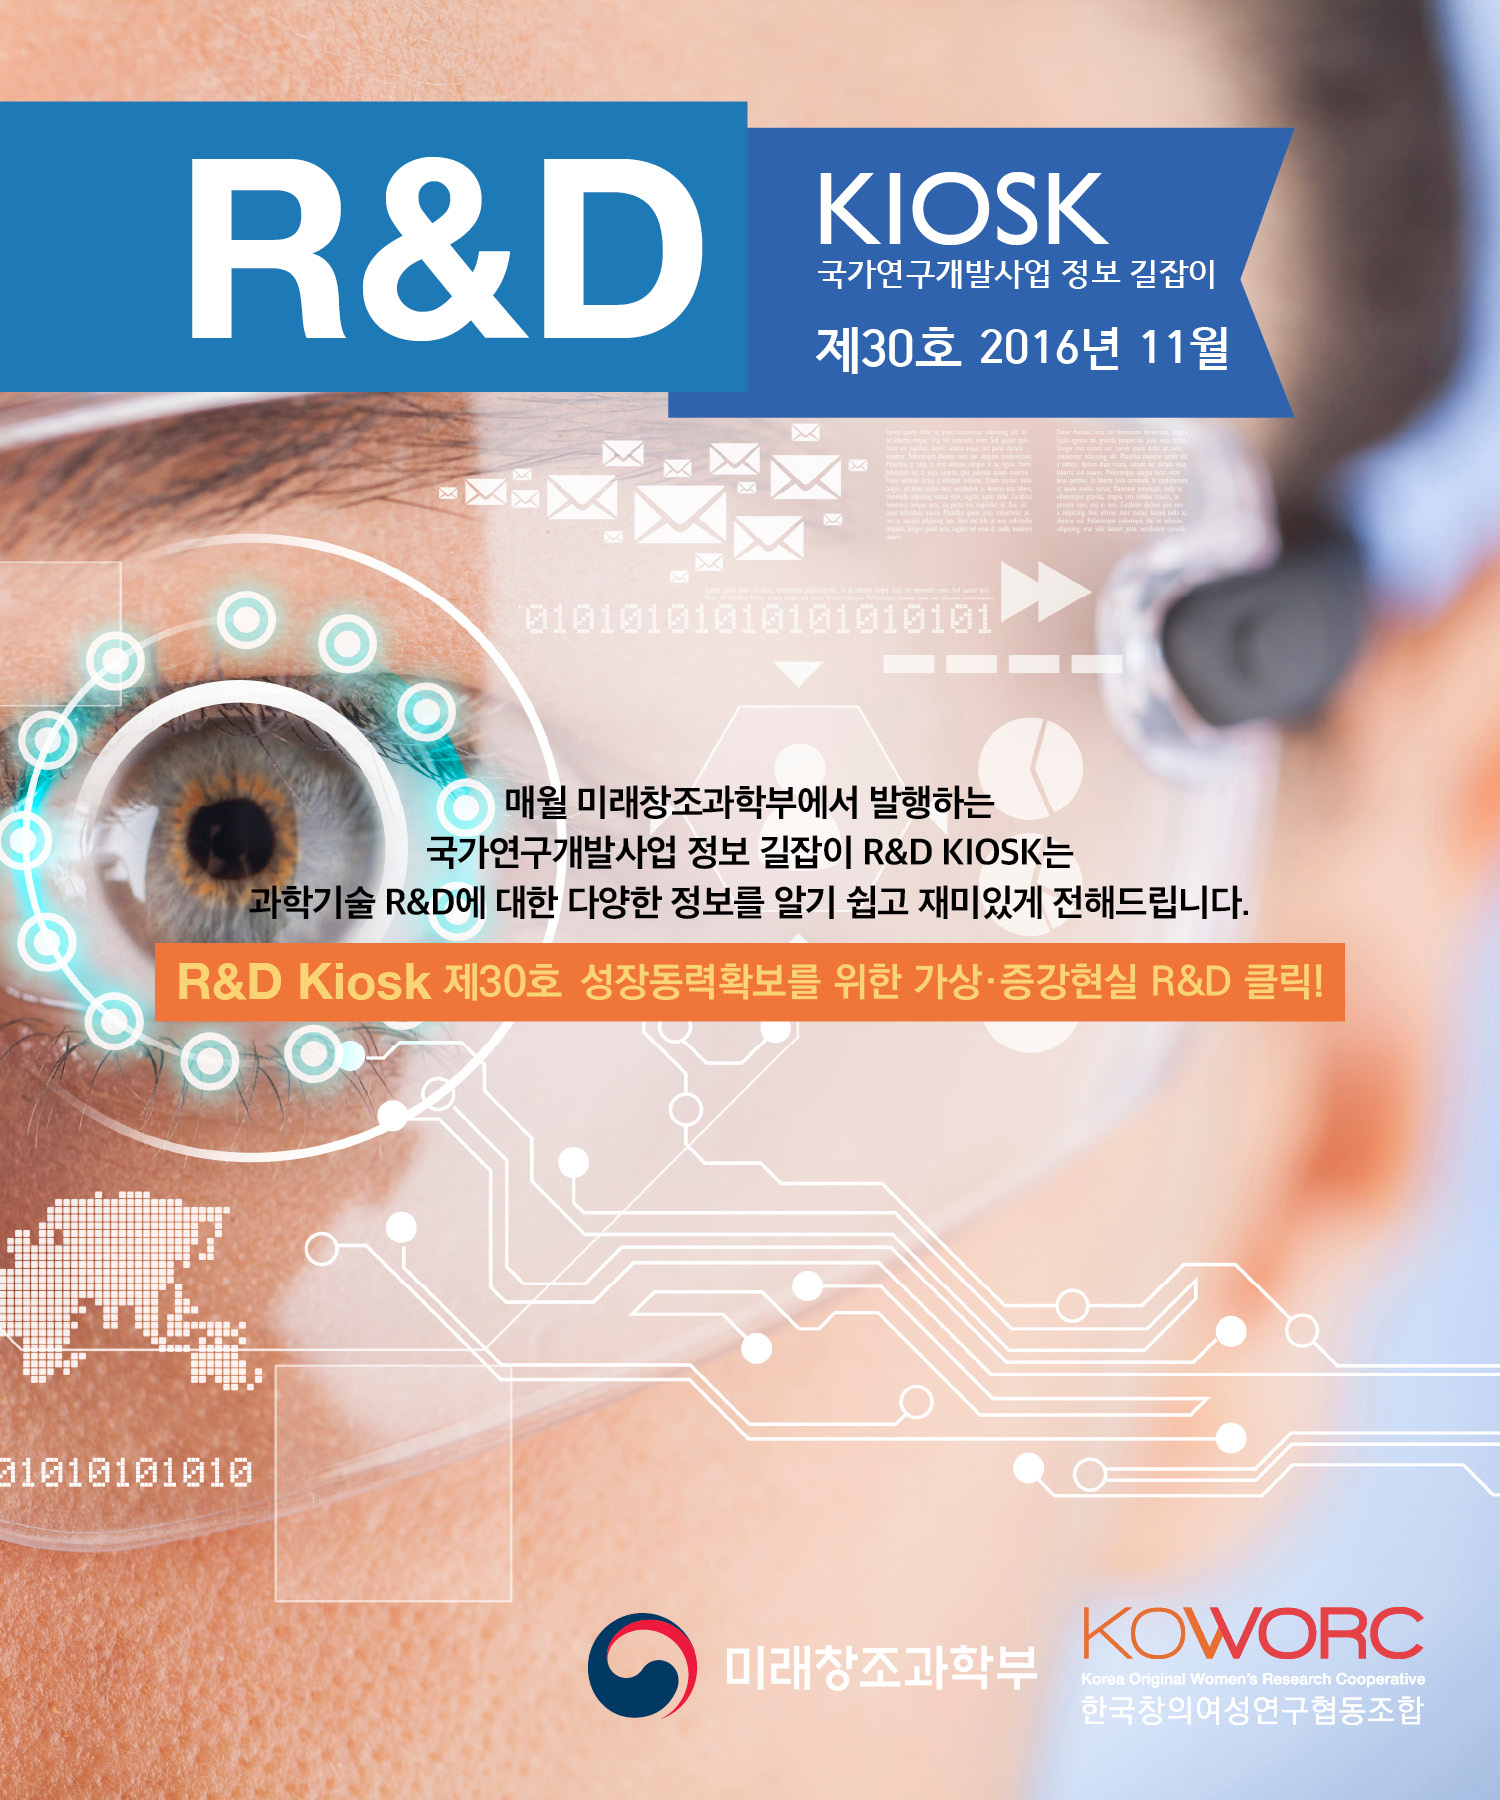 R&D
KIOSK
국가연구개발사업 정보 길잡이
제30호 2016년 11월
01010101010101010101
매월 미래창조과학부에서 발행하는
국가연구개발사업 정보 길잡이 R&D KIOSK는
과학기술 R&D에 대한 다양한 정보를 알기 쉽고 재미있게 전해드립니다.
R&D Kiosk 제30호 성장동력확보를 위한 가상·증강현실 R&D 클릭!
01010101010
미래창조과학부
KOWORC
Korea Original Women's Research Cooperative
한국창의여성연구협동조합